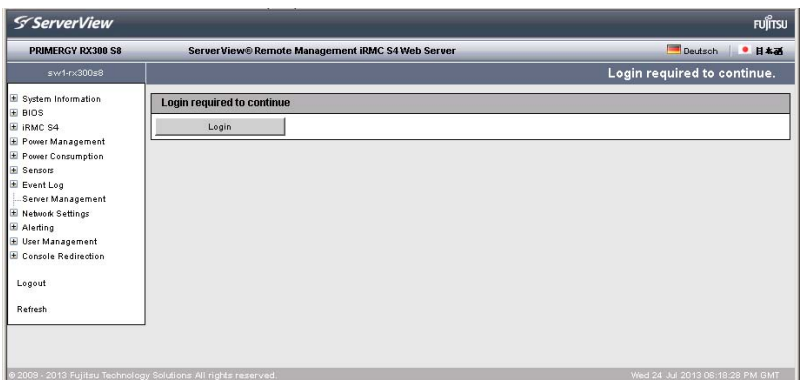 ServerView
FUJITSU
PRIMERGY RX300 S8
ServerView® Remote Management iRMC S4 Web Server
Deutsch
日本語
sw1-rx300s8
Login required to continue.
System Information
BIOS
iRMC S4
Power Management
Power Consumption
Sensors
Event Log
Server Management
Network Settings
Alerting
User Management
Console Redirection
Logout
Refresh
Login required to continue
Login
© 2009 - 2013 Fujitsu Technology Solutions All rights reserved.
Wed 24 Jul 2013 06:18:28 PM GMT